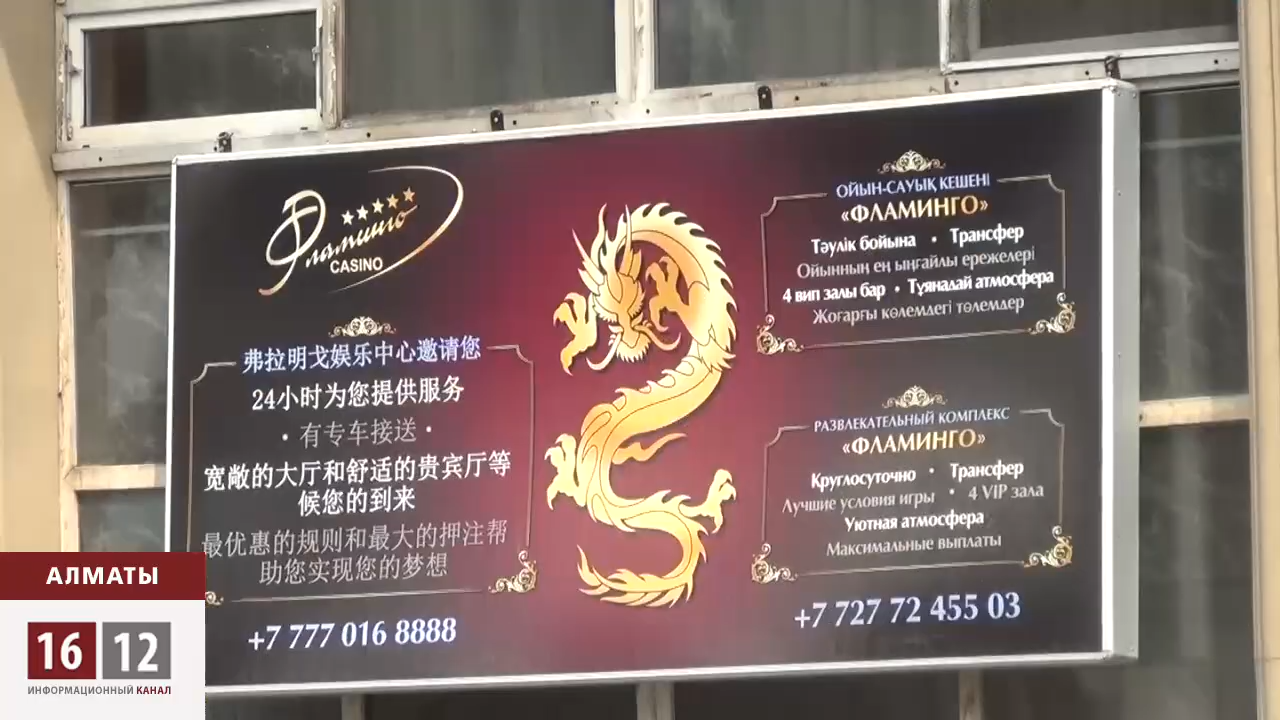 Фламинго
CASINO
弗拉明戈娱乐中心邀请您
24小时为您提供服务
· 有专车接送 ·
宽敞的大厅和舒适的贵宾厅等
候您的到来
最优惠的规则和最大的押注帮
助您实现您的梦想
+7 777 016 8888
ОЙЫН-САУЫҚ КЕШЕНІ
«ФЛАМИНГО»
Тәулік бойына • Трансфер
Ойынның ең ыңғайлы ережелері
4 вип залы бар • Тұянадай атмосфера
Жоғарғы көлемдегі төлемдер
РАЗВЛЕКАТЕЛЬНЫЙ КОМПЛЕКС
«ФЛАМИНГО»
Круглосуточно • Трансфер
Лучшие условия игры • 4 VIP зала
Уютная атмосфера
Максимальные выплаты
+7 727 72 455 03
АЛМАТЫ
16 12
ИНФОРМАЦИОННЫЙ КАНАЛ